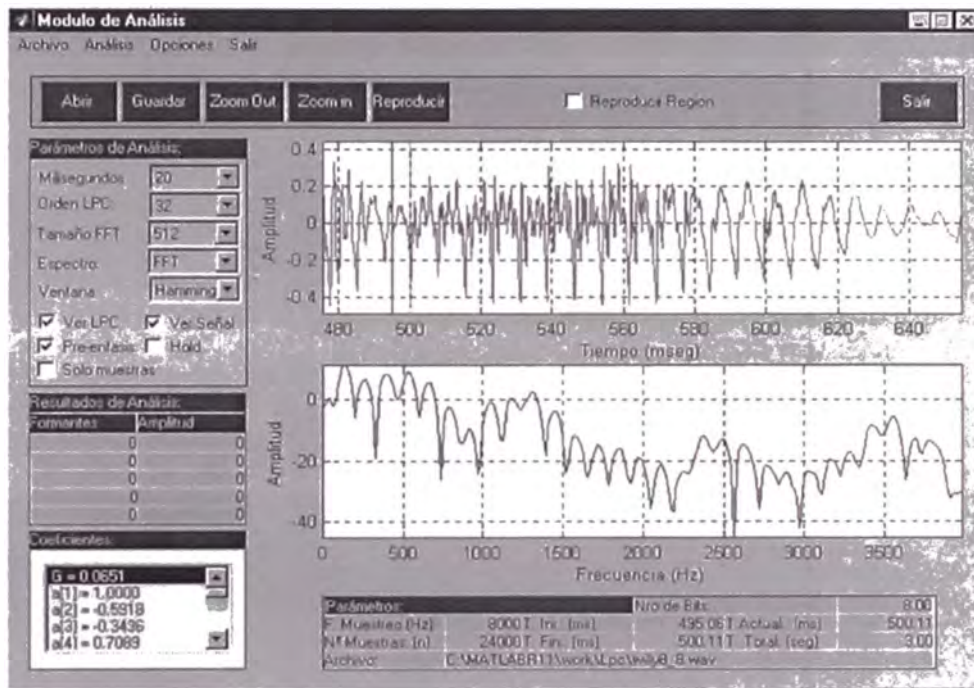 Modulo de Análisis
Archivo Análisis Opciones Salir
Abrir Guardar Zoom Out Zoom in Reproducir Reproducir Region Salir
Parámetros de Análisis:
Milisegundos 20
Orden LPC: 32
Tamaño FFT 512
Espectro: FFT
Ventana: Hamming
Ver LPC Ver Señal
Pre-enfasis Hold
Solo muestras
Resultados de Análisis:
Formantes Amplitud
0 0
0 0
0 0
0 0
0 0
Coeficientes:
G = 0.0651
a[1] = 1.0000
a[2] = -0.5918
a[3] = -0.3436
a[4] = 0.7089
Amplitud
0.4
0.2
0
-0.2
-0.4
480 500 520 540 560 580 600 620 640
Tiempo (mseg)
Amplitud
0
-20
-40
0 500 1000 1500 2000 2500 3000 3500
Frecuencia (Hz)
Parámetros: Nro de Bits: 8.00
F. Muestreo (Hz) 8000 T. Ini. (ms) 495.06 T.Actual. (ms) 500.11
Nº Muestras. (n) 24000 T. Fin. (ms) 500.11 T. Total. (seg) 3.00
Archivo: